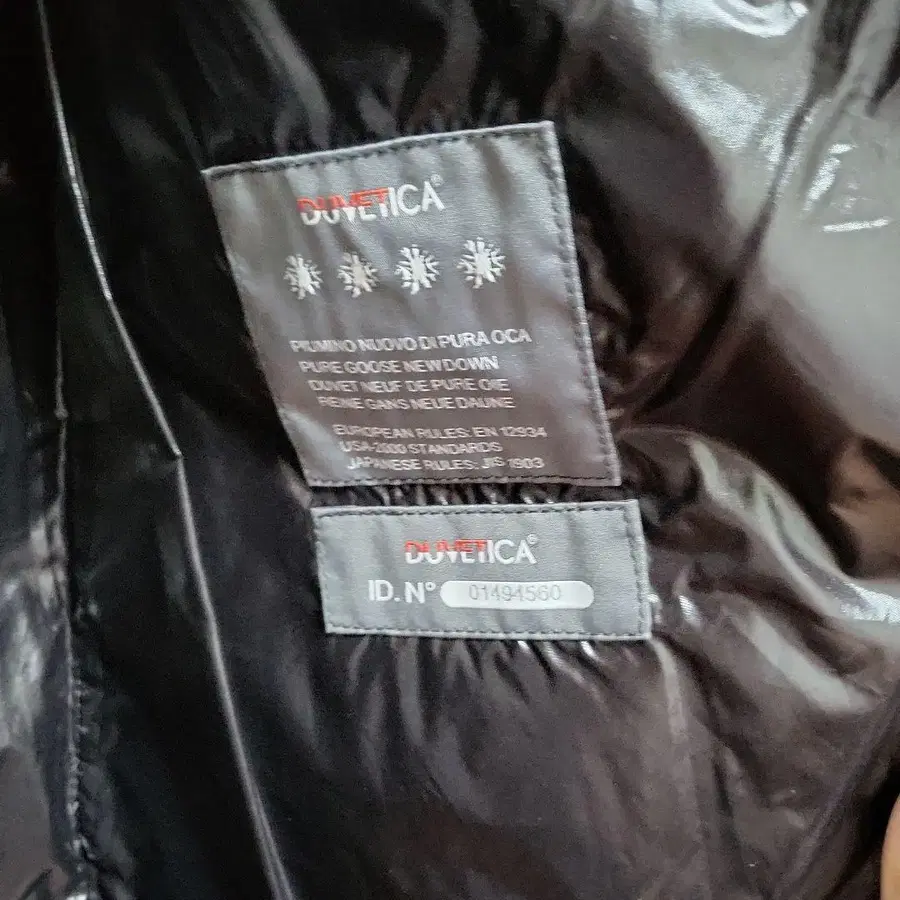 DUVETICA®
PIUMINO NUOVO DI PURA OCA
PURE GOOSE NEW DOWN
DUVET NEUF DE PURE OIE
REINE GANS NEUE DAUNE
EUROPEAN RULES: EN 12934
USA-2000 STANDARDS
JAPANESE RULES: JIS 1903
DUVETICA®
ID. N° 01494560